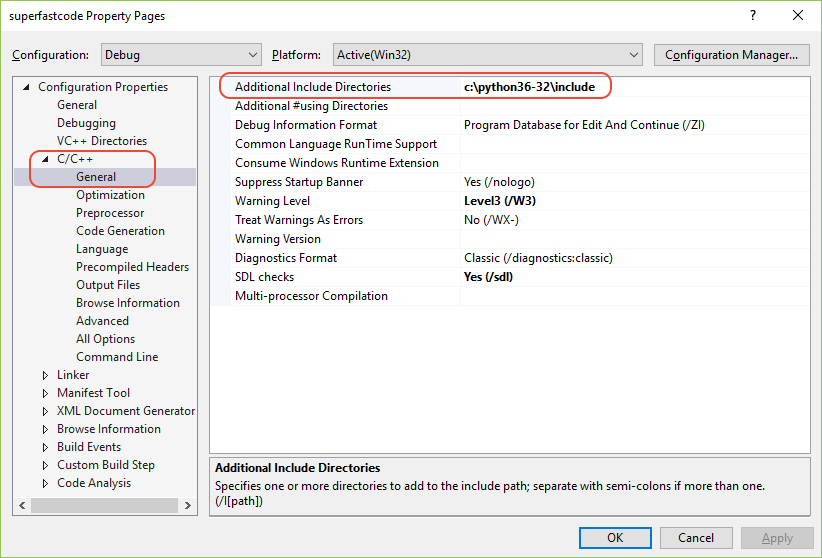 superfastcode Property Pages
?
Configuration: Debug Platform: Active(Win32) Configuration Manager...
Configuration Properties
General
Debugging
VC++ Directories
C/C++
General
Optimization
Preprocessor
Code Generation
Language
Precompiled Headers
Output Files
Browse Information
Advanced
All Options
Command Line
Linker
Manifest Tool
XML Document Generator
Browse Information
Build Events
Custom Build Step
Code Analysis
Additional Include Directories c:\python36-32\include
Additional #using Directories
Debug Information Format Program Database for Edit And Continue (/ZI)
Common Language RunTime Support
Consume Windows Runtime Extension
Suppress Startup Banner Yes (/nologo)
Warning Level Level3 (/W3)
Treat Warnings As Errors No (/WX-)
Warning Version
Diagnostics Format Classic (/diagnostics:classic)
SDL checks Yes (/sdl)
Multi-processor Compilation
Additional Include Directories
Specifies one or more directories to add to the include path; separate with semi-colons if more than one.
(/I[path])
OK Cancel Apply